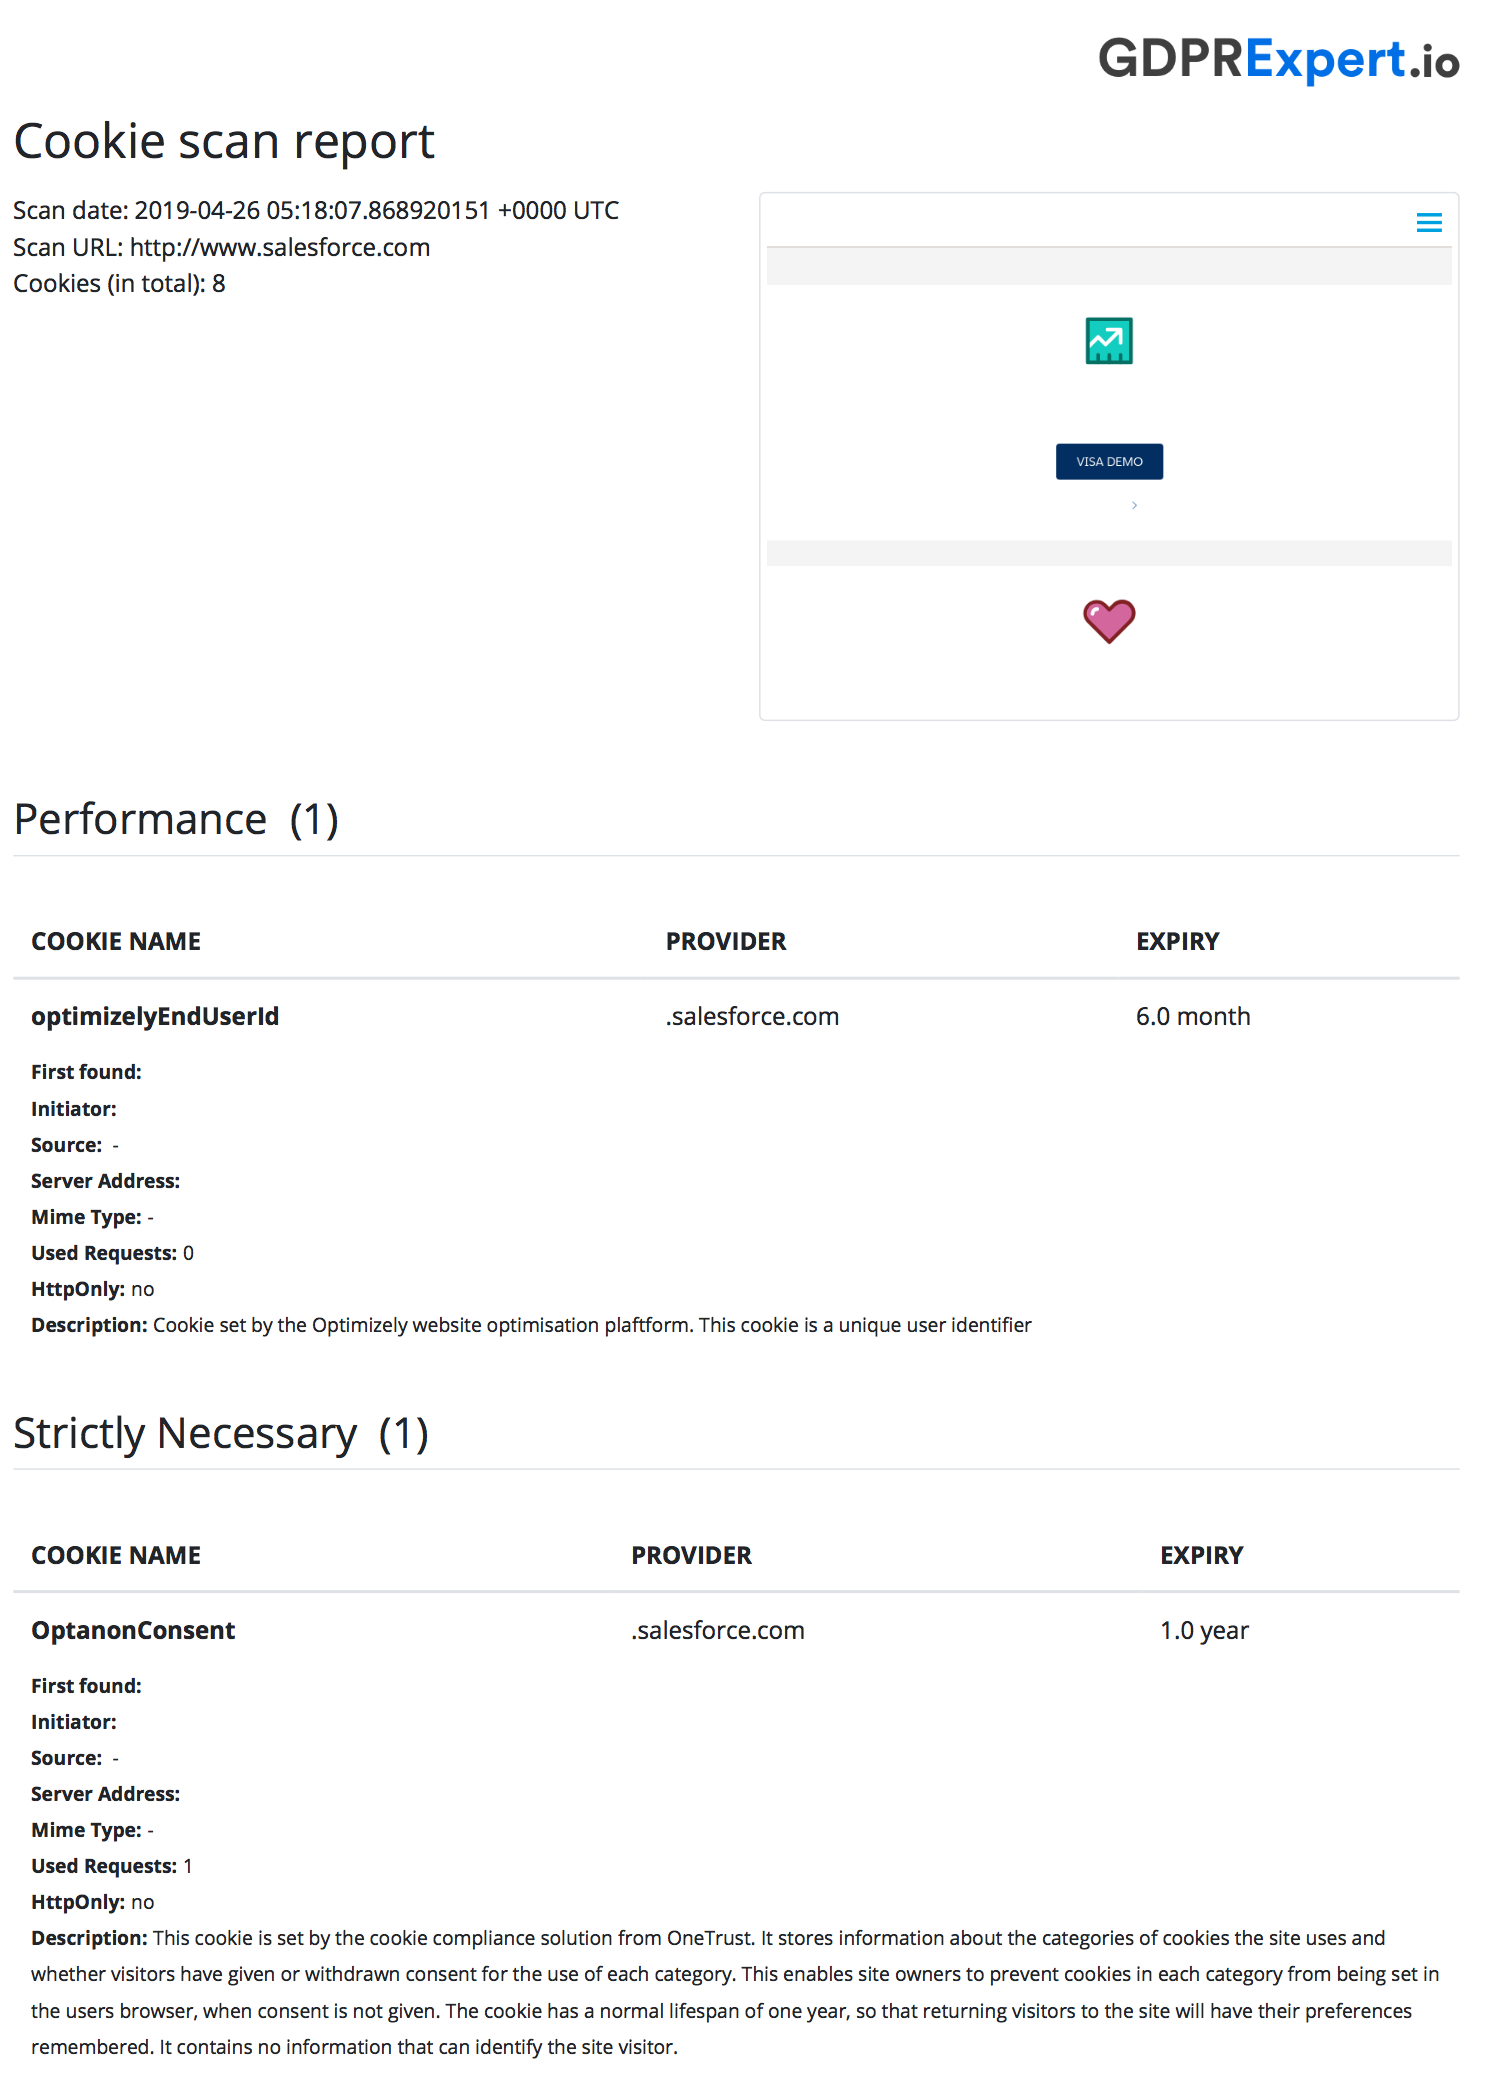 GDPRExpert.io
Cookie scan report
Scan date: 2019-04-26 05:18:07.868920151 +0000 UTC
Scan URL: http://www.salesforce.com
Cookies (in total): 8
VISA DEMO
Performance (1)
COOKIE NAME PROVIDER EXPIRY
optimizelyEndUserId .salesforce.com 6.0 month
First found:
Initiator:
Source: -
Server Address:
Mime Type: -
Used Requests: 0
HttpOnly: no
Description: Cookie set by the Optimizely website optimisation plaftform. This cookie is a unique user identifier
Strictly Necessary (1)
COOKIE NAME PROVIDER EXPIRY
OptanonConsent .salesforce.com 1.0 year
First found:
Initiator:
Source: -
Server Address:
Mime Type: -
Used Requests: 1
HttpOnly: no
Description: This cookie is set by the cookie compliance solution from OneTrust. It stores information about the categories of cookies the site uses and
whether visitors have given or withdrawn consent for the use of each category. This enables site owners to prevent cookies in each category from being set in
the users browser, when consent is not given. The cookie has a normal lifespan of one year, so that returning visitors to the site will have their preferences
remembered. It contains no information that can identify the site visitor.